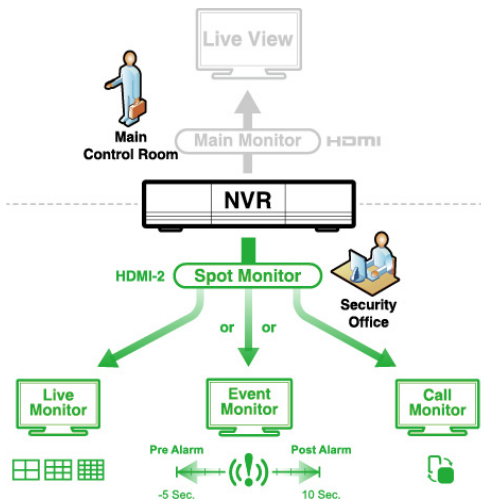 Live View
Main
Control Room
Main Monitor
HDMI
NVR
HDMI-2
Spot Monitor
Security
Office
or or
Live
Monitor
Event
Monitor
Call
Monitor
Pre Alarm
Post Alarm
-5 Sec.
10 Sec.